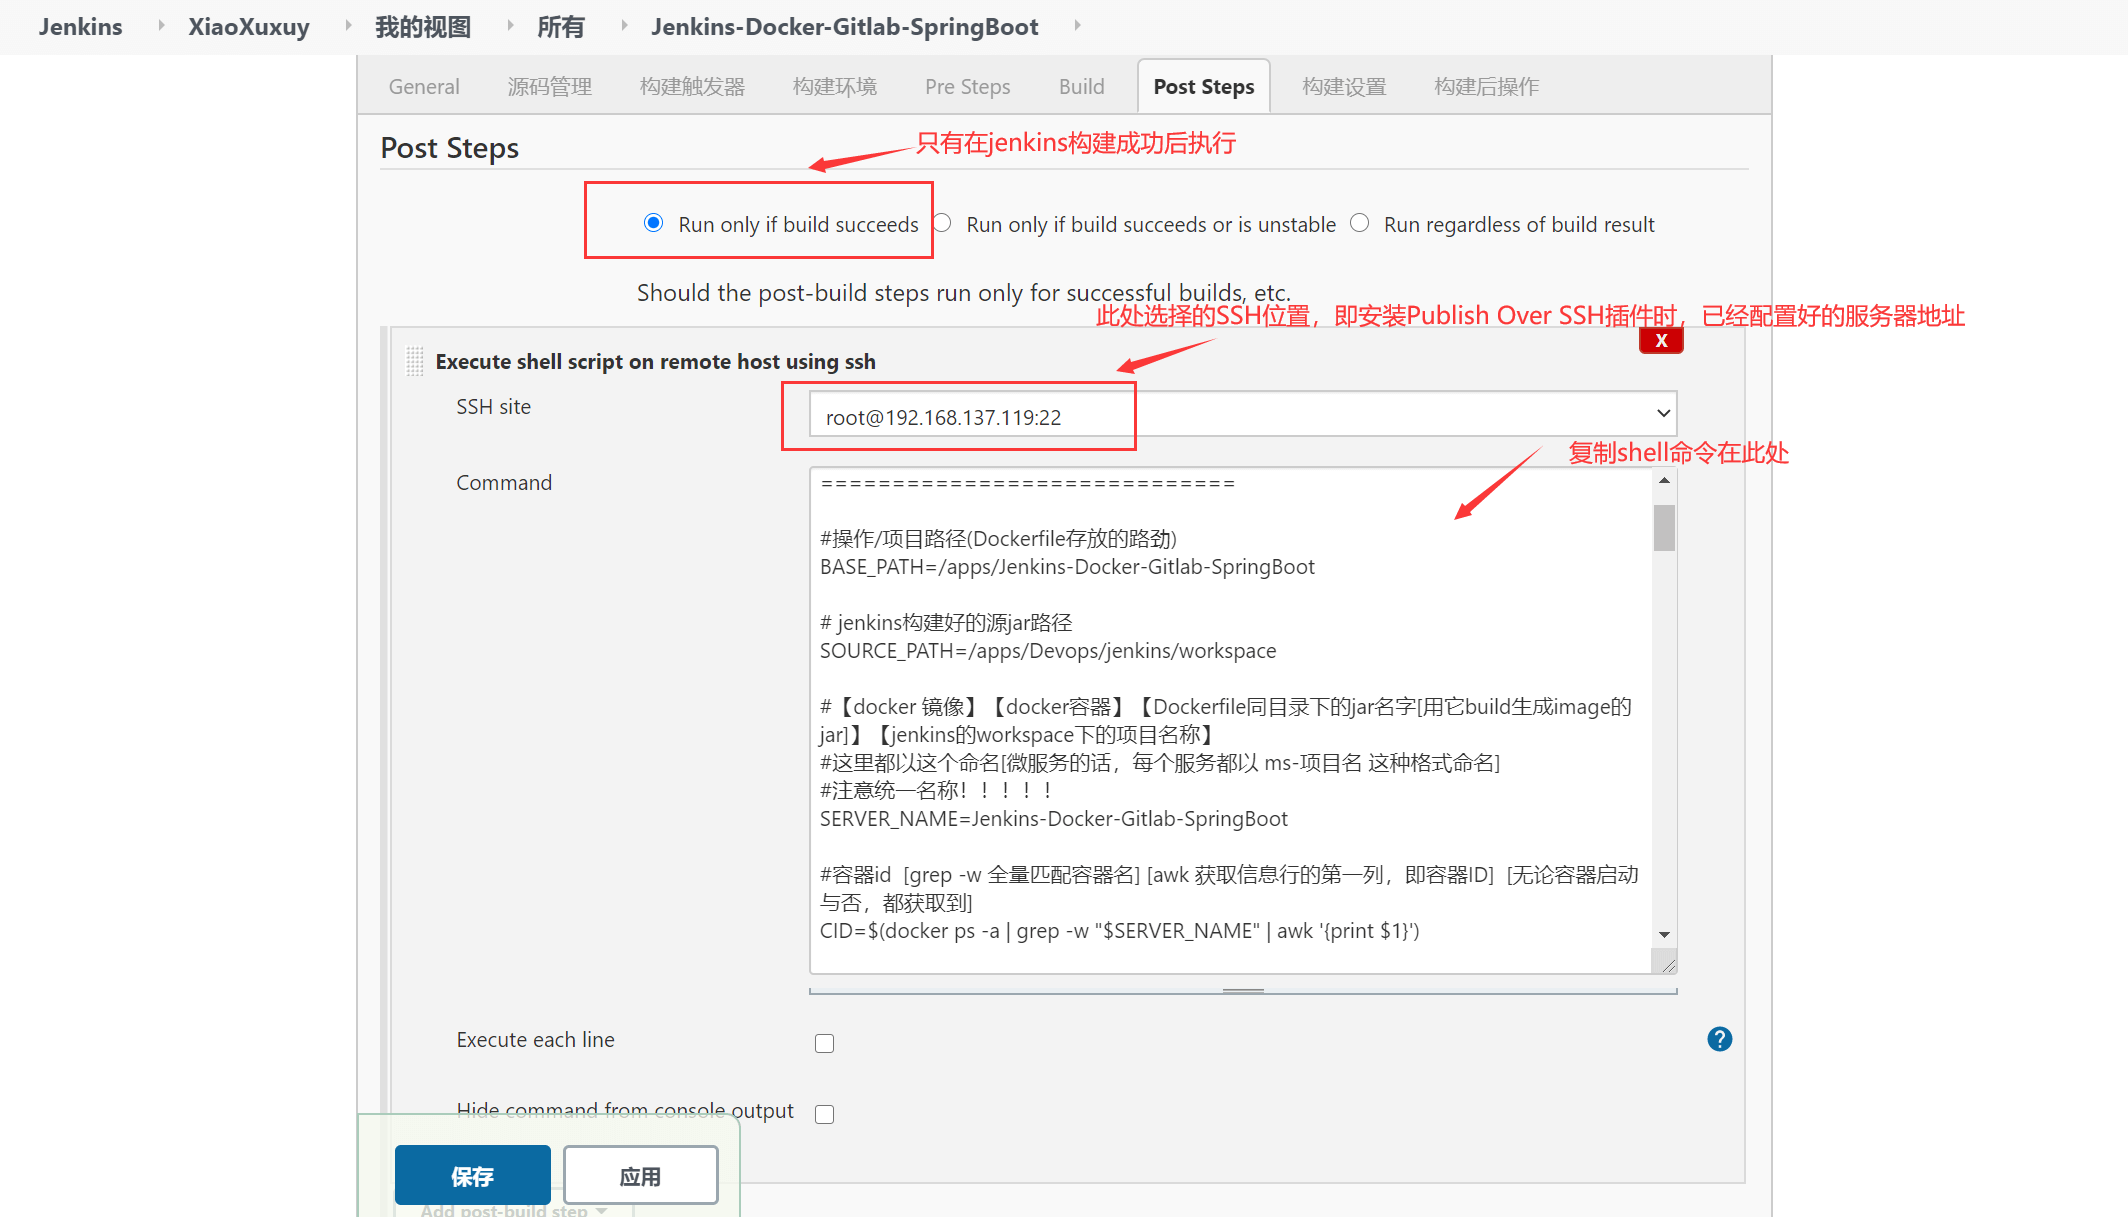 Jenkins XiaoXuxuy 我的视图 所有 Jenkins-Docker-Gitlab-SpringBoot
General 源码管理 构建触发器 构建环境 Pre Steps Build Post Steps 构建设置 构建后操作
Post Steps
只有在jenkins构建成功后执行
Run only if build succeeds Run only if build succeeds or is unstable Run regardless of build result
Should the post-build steps run only for successful builds, etc.
此处选择的SSH位置，即安装Publish Over SSH插件时，已经配置好的服务器地址
X
Execute shell script on remote host using ssh
SSH site
root@192.168.137.119:22
复制shell命令在此处
Command
=============================
#操作/项目路径(Dockerfile存放的路劲)
BASE_PATH=/apps/Jenkins-Docker-Gitlab-SpringBoot
# jenkins构建好的源jar路径
SOURCE_PATH=/apps/Devops/jenkins/workspace
#【docker 镜像】【docker容器】【Dockerfile同目录下的jar名字[用它build生成image的
jar]】【jenkins的workspace下的项目名称】
#这里都以这个命名[微服务的话，每个服务都以 ms-项目名 这种格式命名]
#注意统一名称！！！！！
SERVER_NAME=Jenkins-Docker-Gitlab-SpringBoot
#容器id [grep -w 全量匹配容器名] [awk 获取信息行的第一列，即容器ID] [无论容器启动
与否，都获取到]
CID=$(docker ps -a | grep -w "$SERVER_NAME" | awk '{print $1}')
Execute each line
?
Hide command from console output
保存 应用
Add post-build step